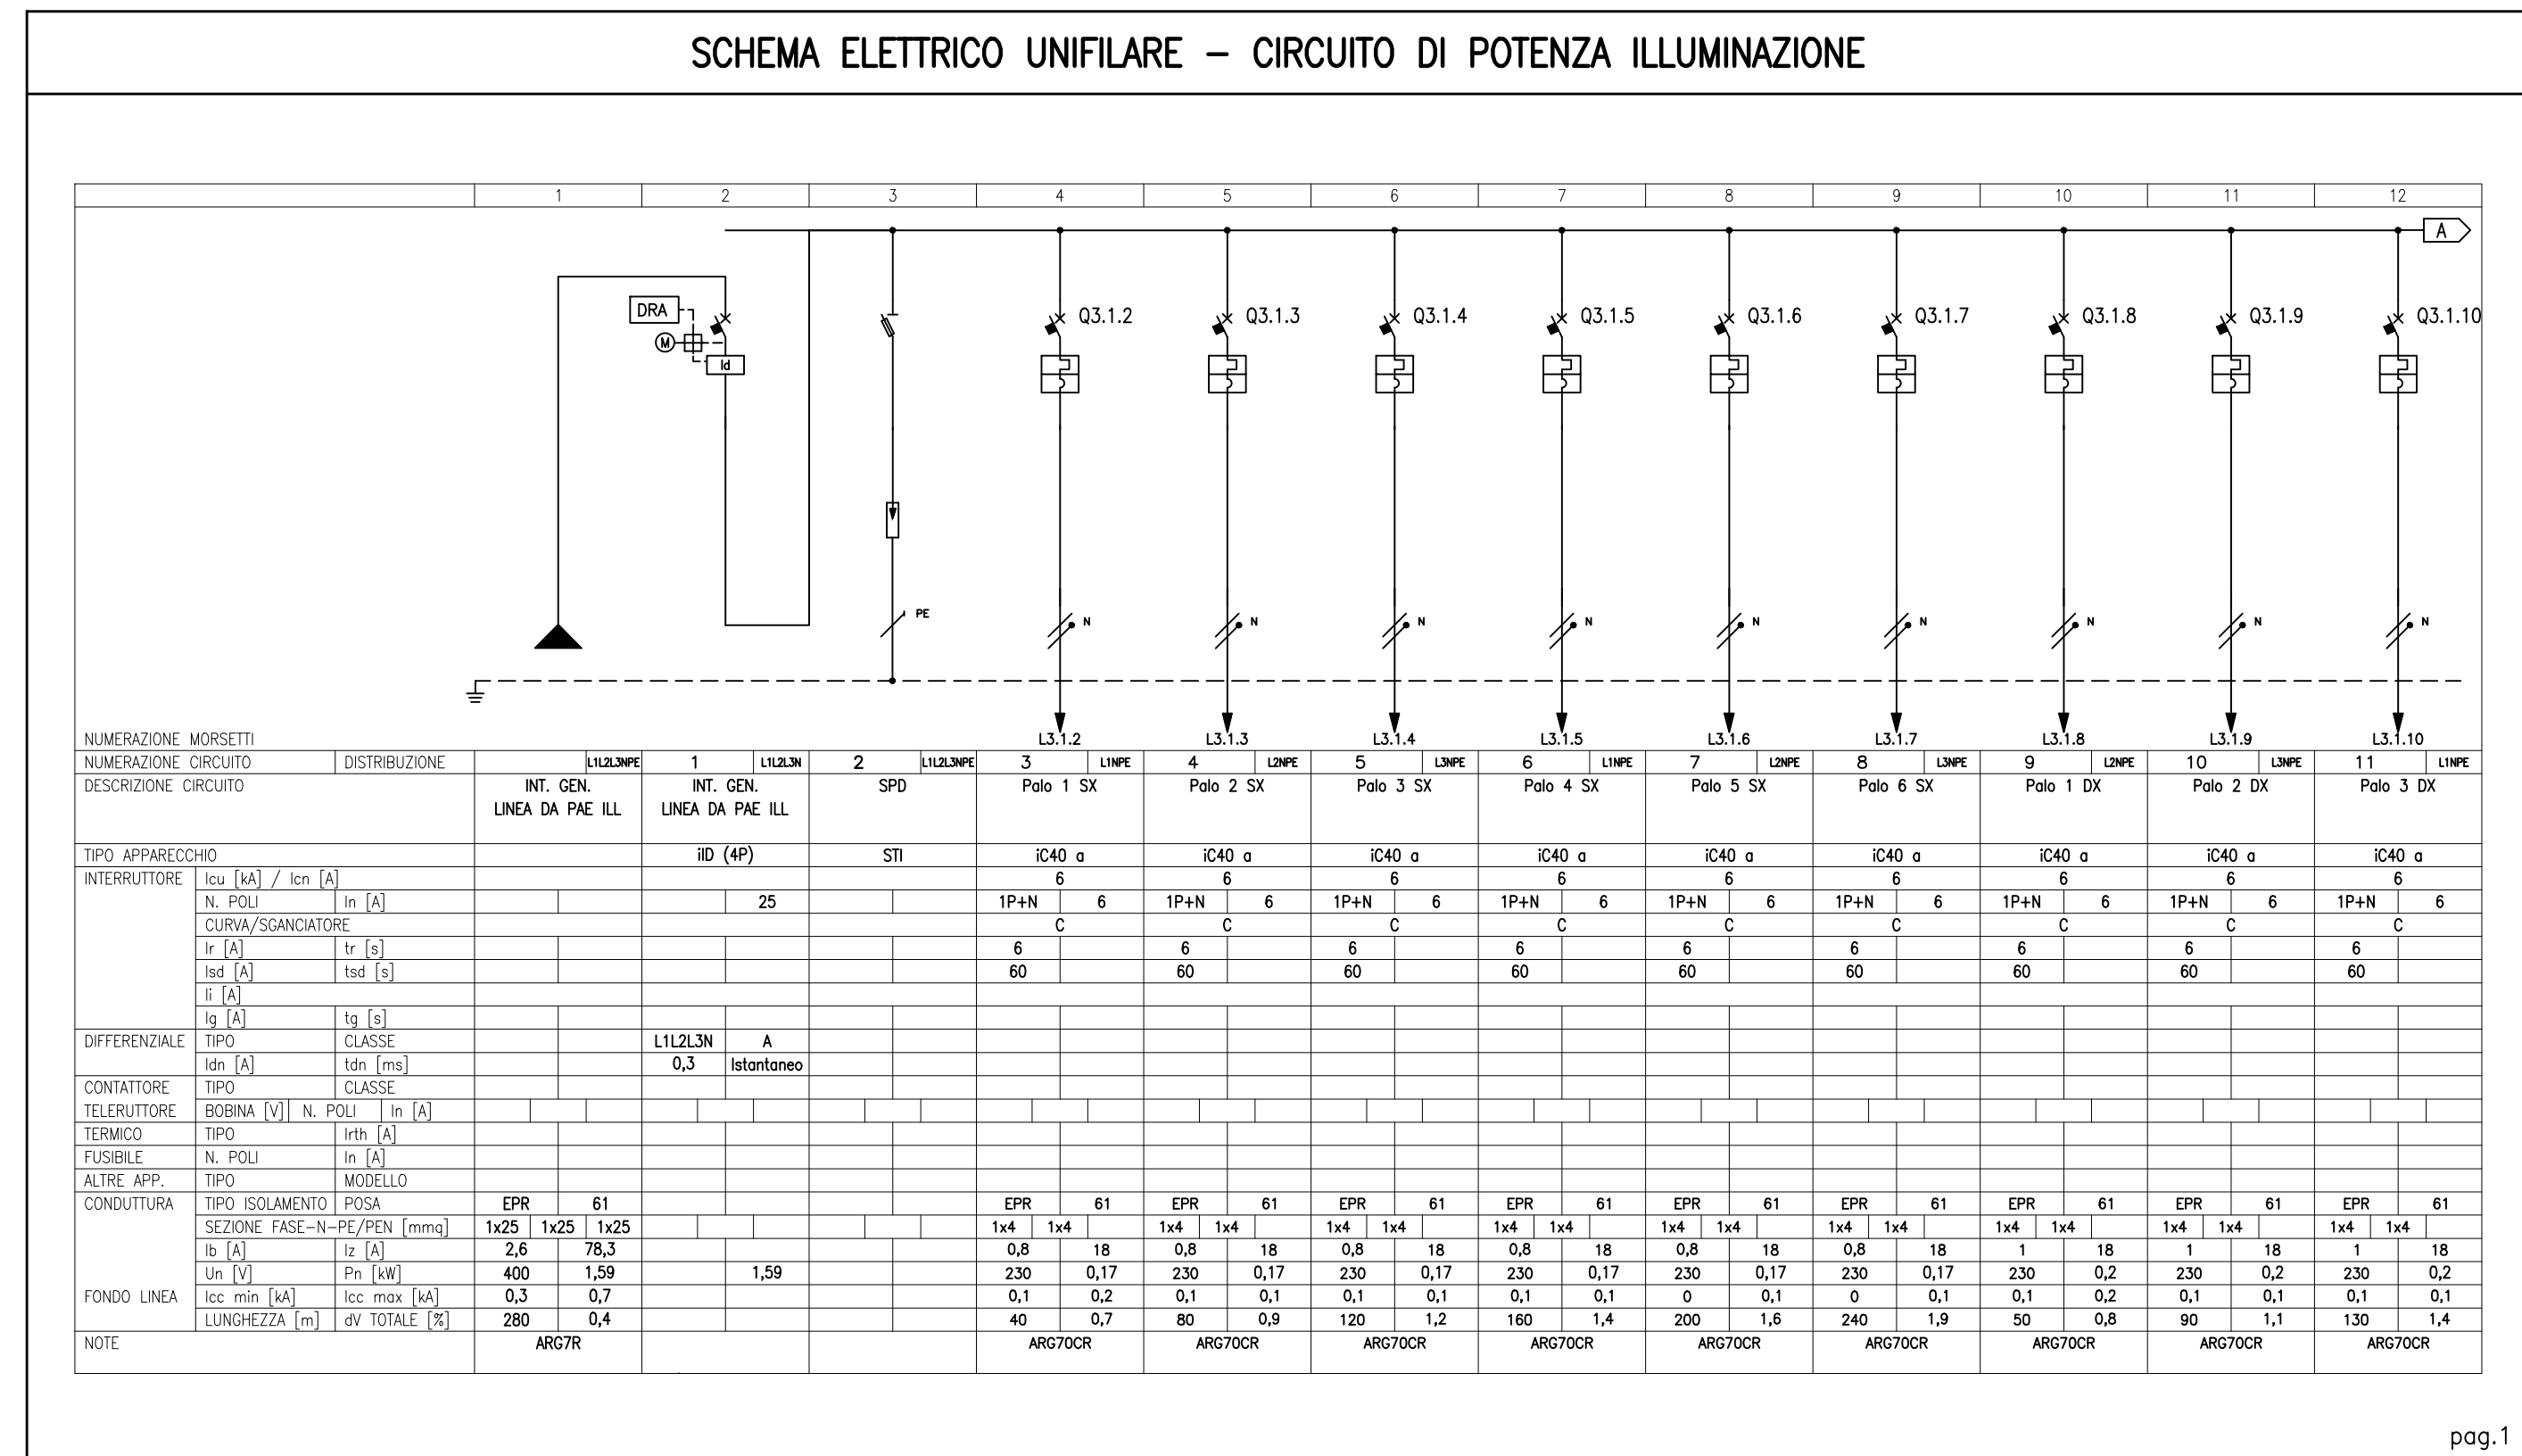 SCHEMA ELETTRICO UNIFILARE – CIRCUITO DI POTENZA ILLUMINAZIONE
1 2 3 4 5 6 7 8 9 10 11 12
A
DRA
M
Id
Q3.1.2 Q3.1.3 Q3.1.4 Q3.1.5 Q3.1.6 Q3.1.7 Q3.1.8 Q3.1.9 Q3.1.10
PE N N N N N N N N N
NUMERAZIONE MORSETTI L3.1.2 L3.1.3 L3.1.4 L3.1.5 L3.1.6 L3.1.7 L3.1.8 L3.1.9 L3.1.10
NUMERAZIONE CIRCUITO DISTRIBUZIONE L1L2L3NPE 1 L1L2L3N 2 L1L2L3NPE 3 L1NPE 4 L2NPE 5 L3NPE 6 L1NPE 7 L2NPE 8 L3NPE 9 L2NPE 10 L3NPE 11 L1NPE
DESCRIZIONE CIRCUITO INT. GEN. INT. GEN. SPD Palo 1 SX Palo 2 SX Palo 3 SX Palo 4 SX Palo 5 SX Palo 6 SX Palo 1 DX Palo 2 DX Palo 3 DX
LINEA DA PAE ILL LINEA DA PAE ILL
TIPO APPARECCHIO iID (4P) STI iC40 a iC40 a iC40 a iC40 a iC40 a iC40 a iC40 a iC40 a iC40 a
INTERRUTTORE Icu [kA] / Icn [A] 6 6 6 6 6 6 6 6 6
N. POLI In [A] 25 1P+N 6 1P+N 6 1P+N 6 1P+N 6 1P+N 6 1P+N 6 1P+N 6 1P+N 6 1P+N 6
CURVA/SGANCIATORE C C C C C C C C C
Ir [A] tr [s] 6 6 6 6 6 6 6 6 6
Isd [A] tsd [s] 60 60 60 60 60 60 60 60 60
Ii [A]
Ig [A] tg [s]
DIFFERENZIALE TIPO CLASSE L1L2L3N A
Idn [A] tdn [ms] 0,3 Istantaneo
CONTATTORE TIPO CLASSE
TELERUTTORE BOBINA [V] N. POLI In [A]
TERMICO TIPO Irth [A]
FUSIBILE N. POLI In [A]
ALTRE APP. TIPO MODELLO
CONDUTTURA TIPO ISOLAMENTO POSA EPR 61 EPR 61 EPR 61 EPR 61 EPR 61 EPR 61 EPR 61 EPR 61 EPR 61 EPR 61
SEZIONE FASE–N–PE/PEN [mmq] 1x25 1x25 1x25 1x4 1x4 1x4 1x4 1x4 1x4 1x4 1x4 1x4 1x4 1x4 1x4 1x4 1x4 1x4 1x4 1x4 1x4
Ib [A] Iz [A] 2,6 78,3 0,8 18 0,8 18 0,8 18 0,8 18 0,8 18 0,8 18 1 18 1 18 1 18
Un [V] Pn [kW] 400 1,59 1,59 230 0,17 230 0,17 230 0,17 230 0,17 230 0,17 230 0,17 230 0,2 230 0,2 230 0,2
FONDO LINEA Icc min [kA] Icc max [kA] 0,3 0,7 0,1 0,2 0,1 0,1 0,1 0,1 0,1 0,1 0 0,1 0 0,1 0,1 0,2 0,1 0,1 0,1 0,1
LUNGHEZZA [m] dV TOTALE [%] 280 0,4 40 0,7 80 0,9 120 1,2 160 1,4 200 1,6 240 1,9 50 0,8 90 1,1 130 1,4
NOTE ARG7R ARG7OCR ARG7OCR ARG7OCR ARG7OCR ARG7OCR ARG7OCR ARG7OCR ARG7OCR ARG7OCR
pag.1